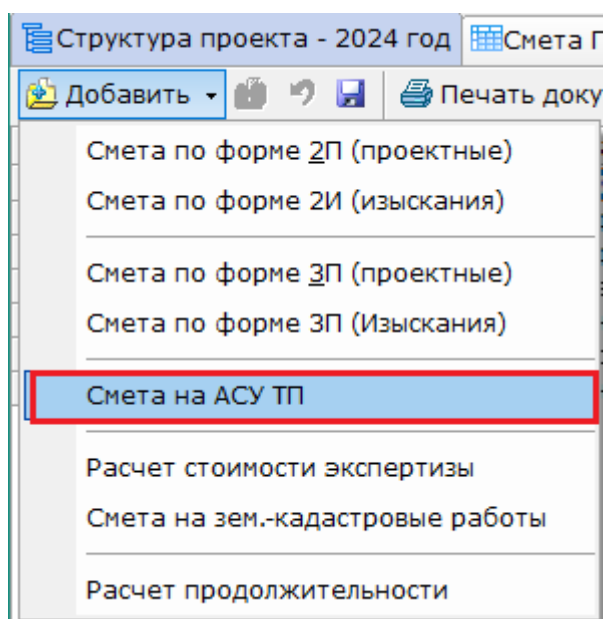 Структура проекта - 2024 год Смета П
Добавить Печать доку
Смета по форме 2П (проектные)
Смета по форме 2И (изыскания)
Смета по форме 3П (проектные)
Смета по форме 3П (Изыскания)
Смета на АСУ ТП
Расчет стоимости экспертизы
Смета на зем.-кадастровые работы
Расчет продолжительности